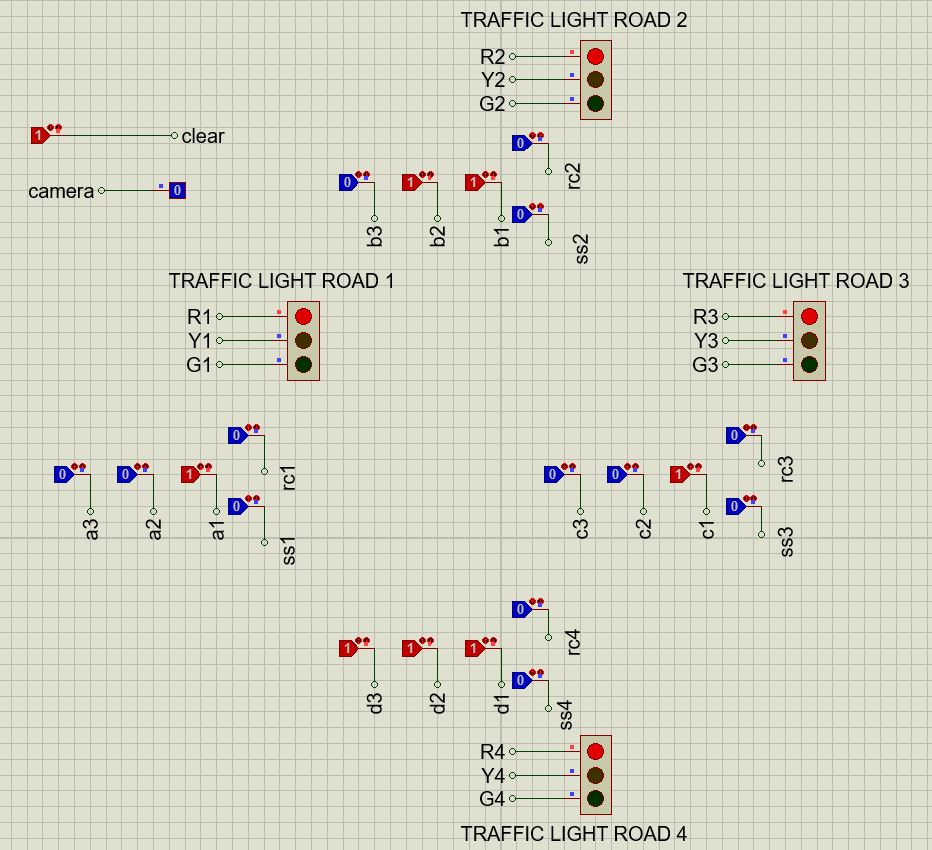 TRAFFIC LIGHT ROAD 2
R2
Y2
G2
1 clear
0 rc2
camera 0
0 1 1
b3 b2 b1
0 ss2
TRAFFIC LIGHT ROAD 1
R1
Y1
G1
TRAFFIC LIGHT ROAD 3
R3
Y3
G3
0 rc1
0 0 1
a3 a2 a1
0 ss1
0 rc3
0 0 1
c3 c2 c1
0 ss3
0 rc4
1 1 1
d3 d2 d1
0 ss4
R4
Y4
G4
TRAFFIC LIGHT ROAD 4